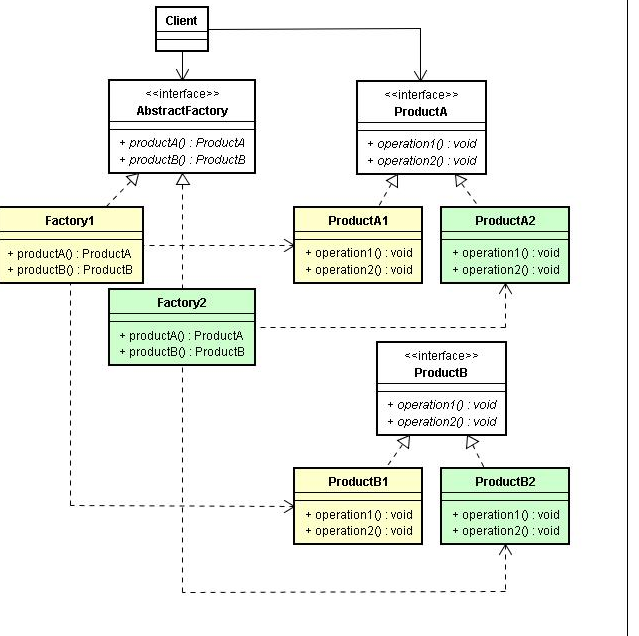 Client
<<interface>>
AbstractFactory
+ productA() : ProductA
+ productB() : ProductB
<<interface>>
ProductA
+ operation1() : void
+ operation2() : void
Factory1
+ productA() : ProductA
+ productB() : ProductB
ProductA1
+ operation1() : void
+ operation2() : void
ProductA2
+ operation1() : void
+ operation2() : void
Factory2
+ productA() : ProductA
+ productB() : ProductB
<<interface>>
ProductB
+ operation1() : void
+ operation2() : void
ProductB1
+ operation1() : void
+ operation2() : void
ProductB2
+ operation1() : void
+ operation2() : void